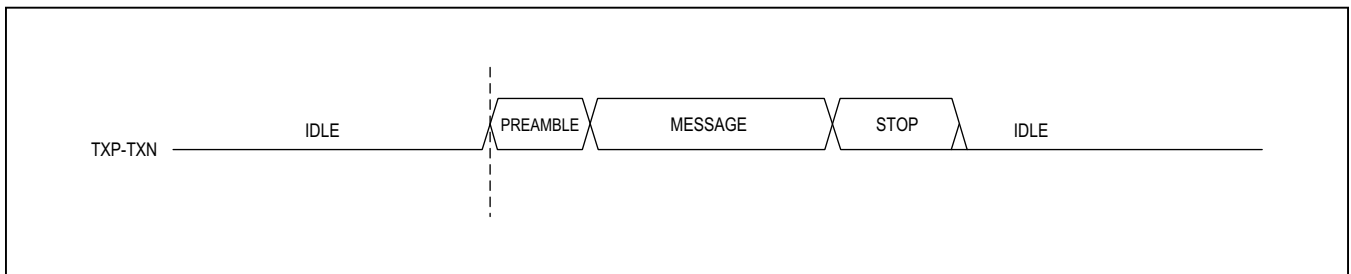 IDLE
PREAMBLE
MESSAGE
STOP
IDLE
TXP-TXN